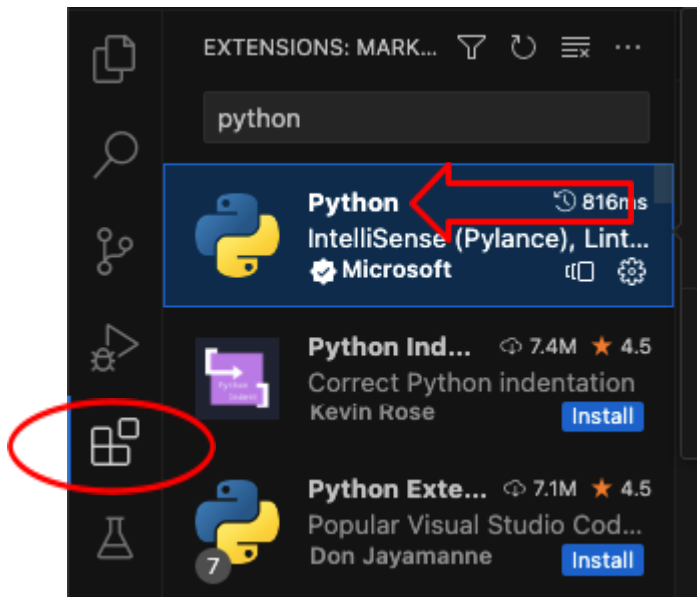 EXTENSIONS: MARK...
python
Python 816ms
IntelliSense (Pylance), Lint...
Microsoft
Python Ind... 7.4M 4.5
Correct Python indentation
Kevin Rose Install
Python Exte... 7.1M 4.5
Popular Visual Studio Cod...
7 Don Jayamanne Install